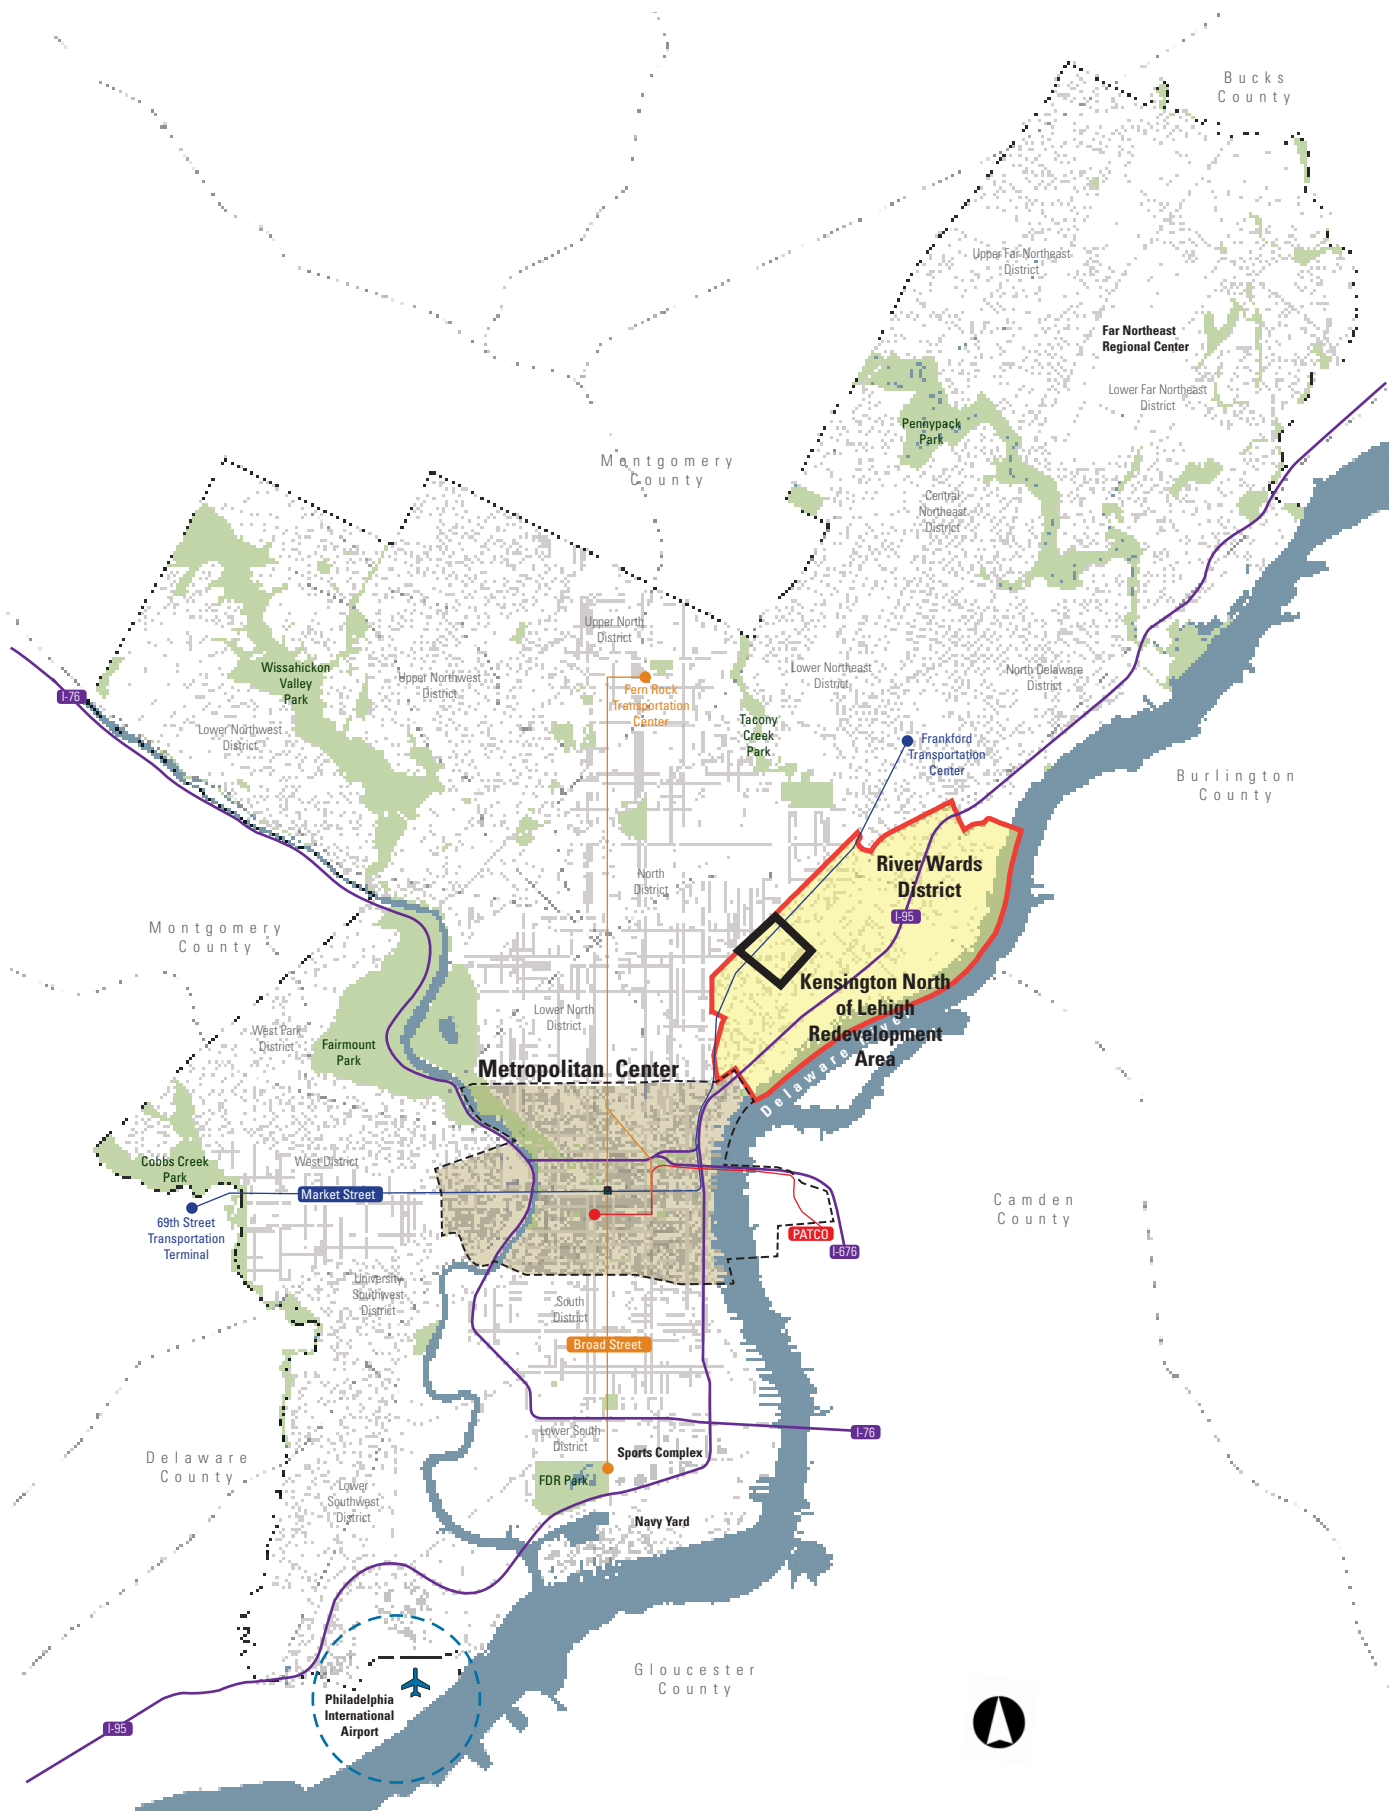 Bucks
County
Upper Far Northeast
District
Far Northeast
Regional Center
Lower Far Northeast
District
Pennypack
Park
Montgomery
County
Central
Northeast
District
Upper North
District
Wissahickon
Valley
Park
Upper Northwest
District
Fern Rock
Transportation
Center
Lower Northeast
District
North Delaware
District
I-76
Lower Northwest
District
Tacony
Creek
Park
Frankford
Transportation
Center
Burlington
County
River Wards
District
North
District
I-95
Montgomery
County
Kensington North
of Lehigh
Redevelopment
Area
Delaware River
Lower North
District
West Park
District
Fairmount
Park
Metropolitan Center
Cobbs Creek
Park
West District
Market Street
69th Street
Transportation
Terminal
Camden
County
PATCO
I-676
University
Southwest
District
South
District
Broad Street
Lower South
District
I-76
Sports Complex
FDR Park
Delaware
County
Lower
Southwest
District
Navy Yard
Gloucester
County
Philadelphia
International
Airport
I-95